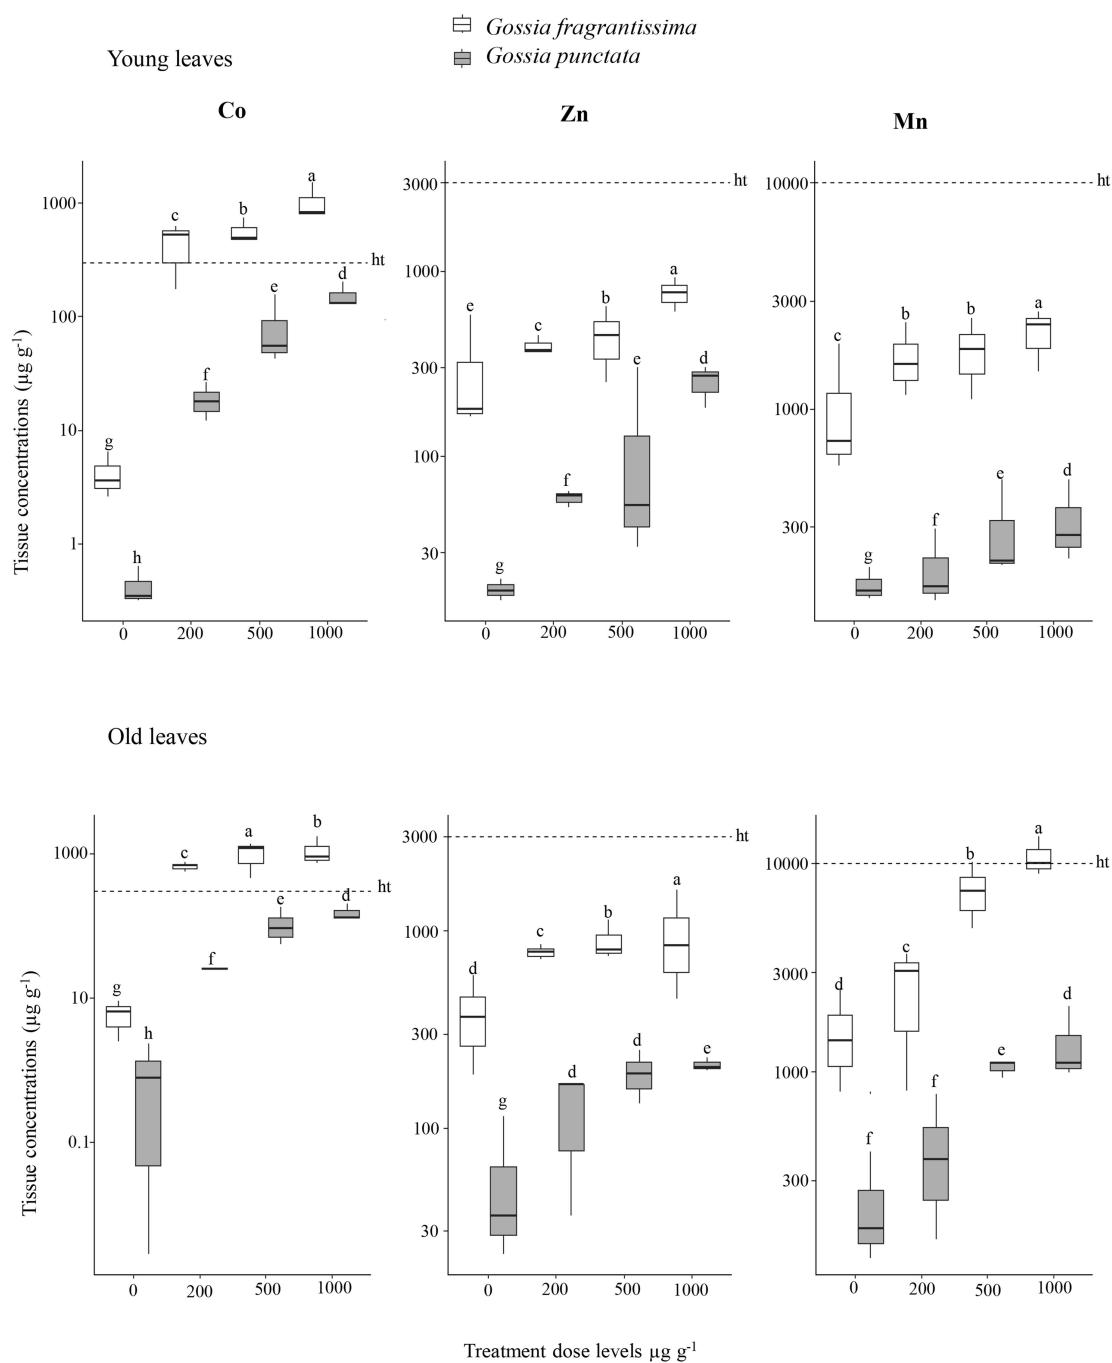 Gossia fragrantissima
Gossia punctata
Young leaves
Co
Zn
Mn
Tissue concentrations (µg g-1)
1000
100
10
1
ht
g
h
c
f
b
e
a
d
0
200
500
1000
3000
1000
300
100
30
ht
e
g
c
f
b
e
a
d
0
200
500
1000
10000
3000
1000
300
ht
c
g
b
f
b
e
a
d
0
200
500
1000
Old leaves
Tissue concentrations (µg g-1)
1000
10
0.1
ht
g
h
c
f
a
e
b
d
0
200
500
1000
3000
1000
300
100
30
ht
d
g
c
d
b
d
a
e
0
200
500
1000
10000
3000
1000
300
ht
d
f
c
f
b
e
a
d
0
200
500
1000
Treatment dose levels µg g-1